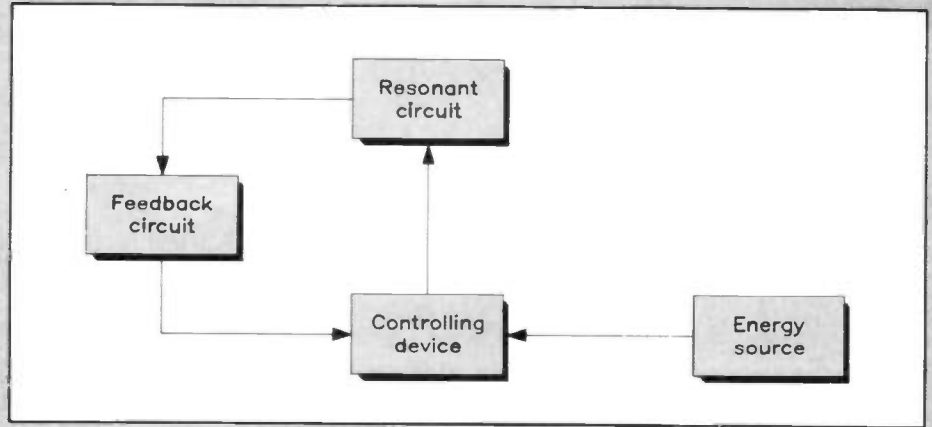 Resonant
circuit
Feedback
circuit
Controlling
device
Energy
source